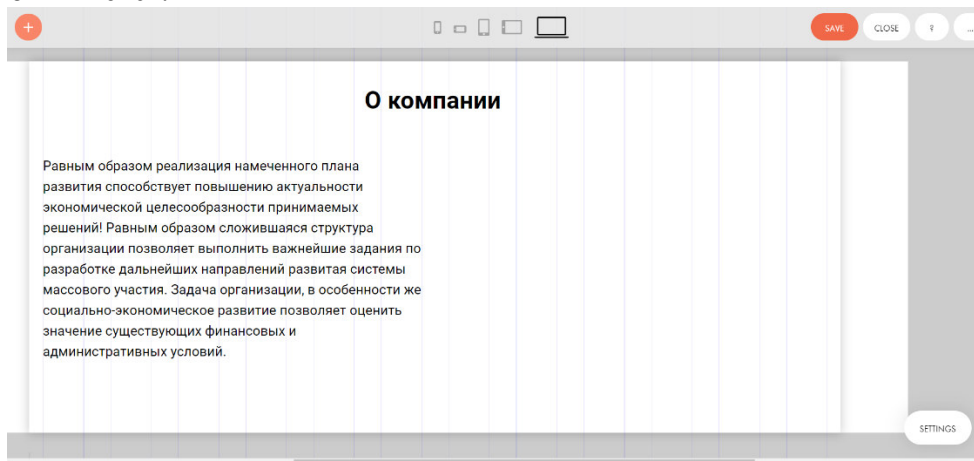 +
SAVE CLOSE ? ...
О компании
Равным образом реализация намеченного плана
развития способствует повышению актуальности
экономической целесообразности принимаемых
решений! Равным образом сложившаяся структура
организации позволяет выполнить важнейшие задания по
разработке дальнейших направлений развитая системы
массового участия. Задача организации, в особенности же
социально-экономическое развитие позволяет оценить
значение существующих финансовых и
административных условий.
SETTINGS